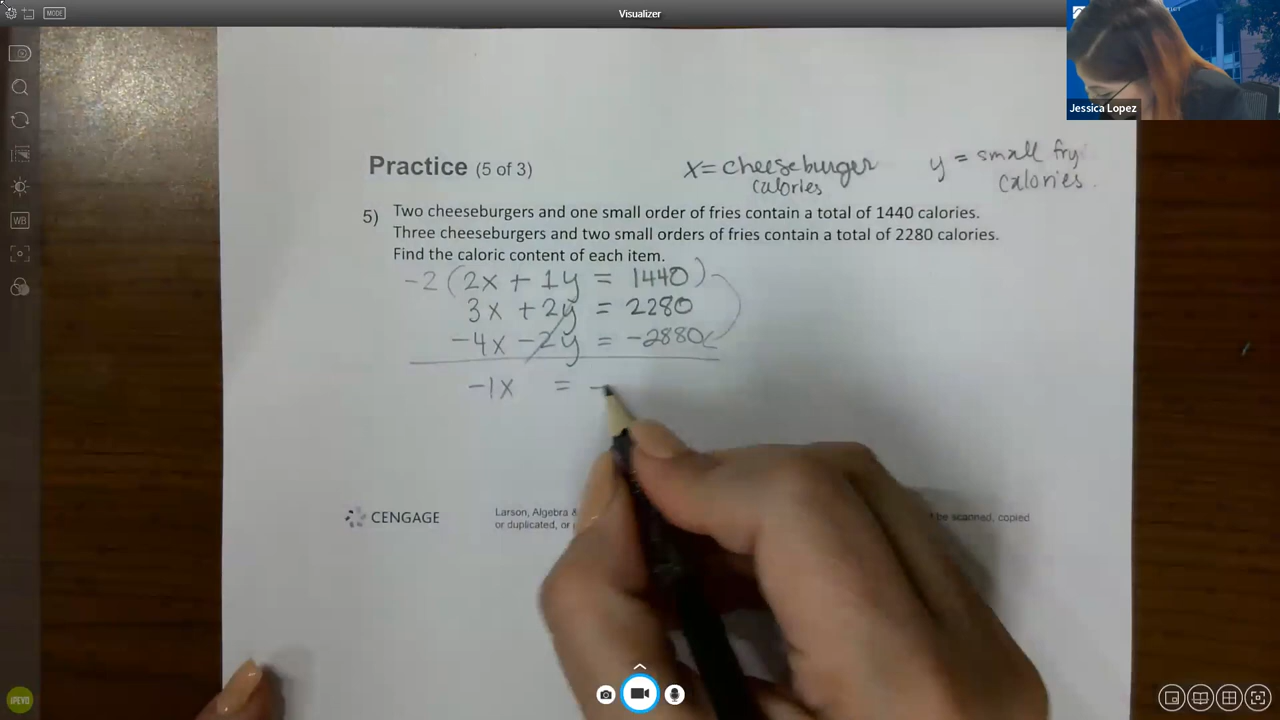 MODE
Visualizer
Jessica Lopez
WB
Practice (5 of 3)
x = cheeseburger
calories
y = small fry
calories
5) Two cheeseburgers and one small order of fries contain a total of 1440 calories.
Three cheeseburgers and two small orders of fries contain a total of 2280 calories.
Find the caloric content of each item.
-2 (2x + 1y = 1440)
3x + 2y = 2280
-4x - 2y = -2880
-1x = -
CENGAGE
Larson, Algebra &
be scanned, copied
or duplicated, or
IPEVO